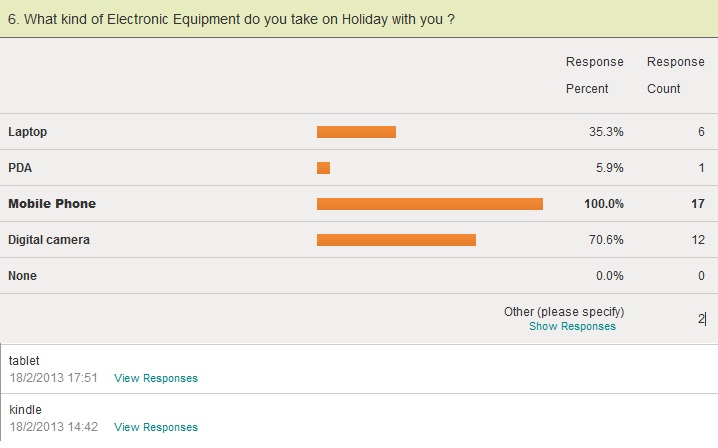 6. What kind of Electronic Equipment do you take on Holiday with you ?
Response Response
Percent Count
Laptop 35.3% 6
PDA 5.9% 1
Mobile Phone 100.0% 17
Digital camera 70.6% 12
None 0.0% 0
Other (please specify) 2
Show Responses
tablet
18/2/2013 17:51 View Responses
kindle
18/2/2013 14:42 View Responses